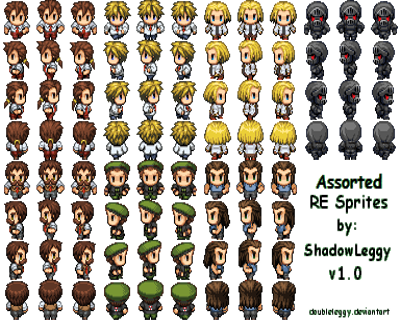 Assorted
RE Sprites
by:
ShadowLeggy
v1.0
doubleleggy.deviantart